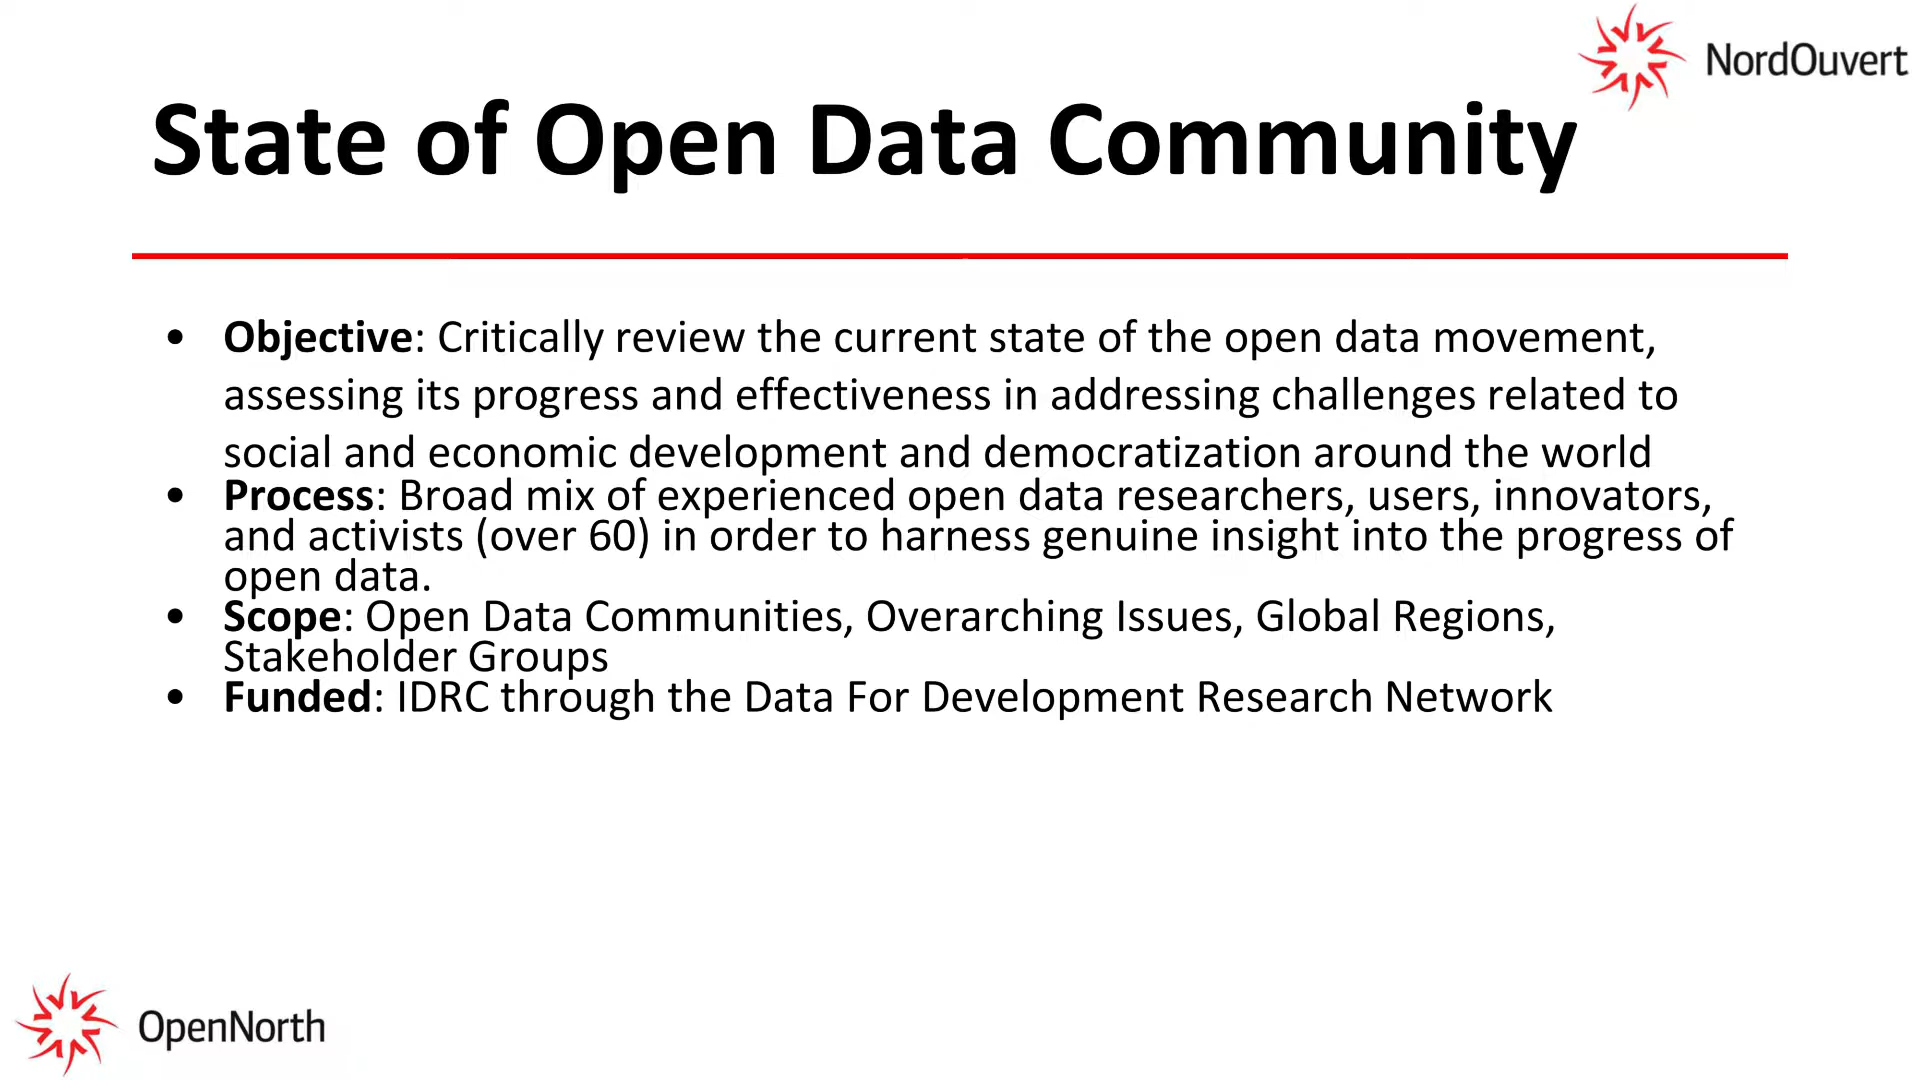 NordOuvert
State of Open Data Community
• Objective: Critically review the current state of the open data movement,
assessing its progress and effectiveness in addressing challenges related to
social and economic development and democratization around the world
• Process: Broad mix of experienced open data researchers, users, innovators,
and activists (over 60) in order to harness genuine insight into the progress of
open data.
• Scope: Open Data Communities, Overarching Issues, Global Regions,
Stakeholder Groups
• Funded: IDRC through the Data For Development Research Network
OpenNorth